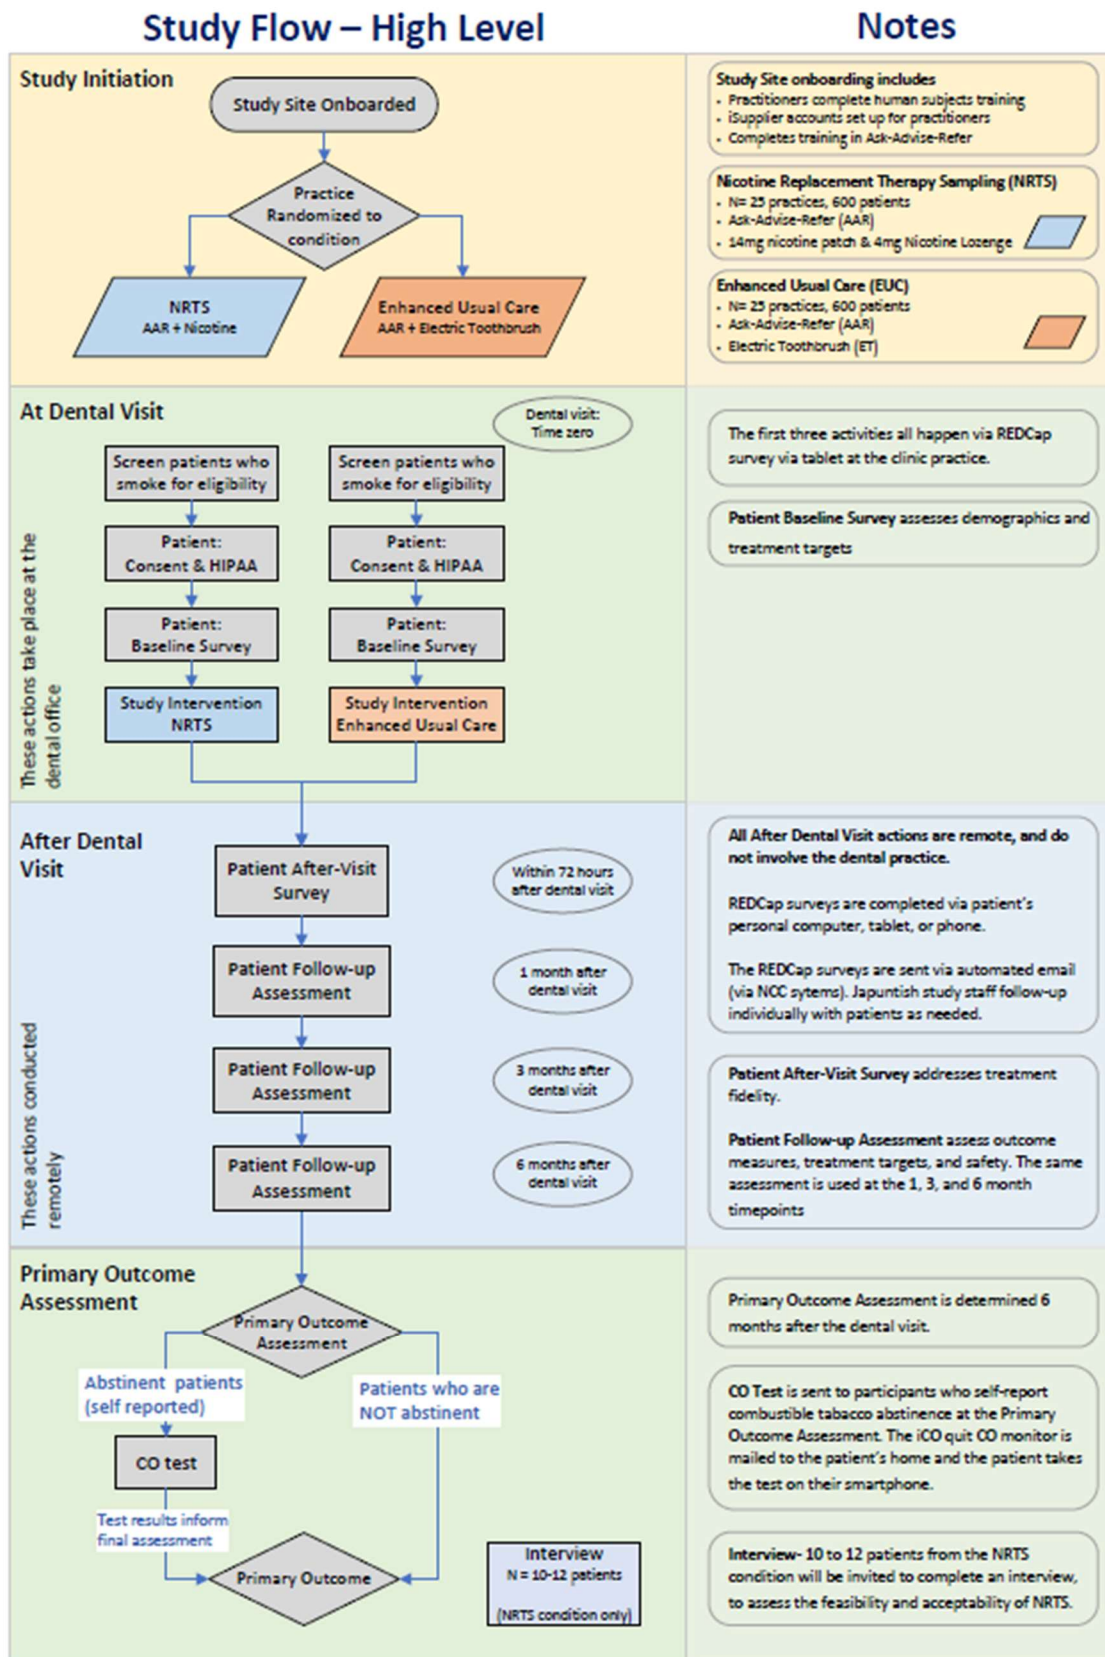 Study Flow – High Level
Notes
Study Initiation
Study Site Onboarded
Practice
Randomized to
condition
NRTS
AAR + Nicotine
Enhanced Usual Care
AAR + Electric Toothbrush
Study Site onboarding includes
• Practitioners complete human subjects training
• iSupplier accounts set up for practitioners
• Completes training in Ask-Advise-Refer
Nicotine Replacement Therapy Sampling (NRTS)
• N= 25 practices, 600 patients
• Ask-Advise-Refer (AAR)
• 14mg nicotine patch & 4mg Nicotine Lozenge
Enhanced Usual Care (EUC)
• N= 25 practices, 600 patients
• Ask-Advise-Refer (AAR)
• Electric Toothbrush (ET)
At Dental Visit
Dental visit:
Time zero
Screen patients who
smoke for eligibility
Patient:
Consent & HIPAA
Patient:
Baseline Survey
Study Intervention
NRTS
Screen patients who
smoke for eligibility
Patient:
Consent & HIPAA
Patient:
Baseline Survey
Study Intervention
Enhanced Usual Care
These actions take place at the
dental office
The first three activities all happen via REDCap
survey via tablet at the clinic practice.
Patient Baseline Survey assesses demographics and
treatment targets
After Dental
Visit
Patient After-Visit
Survey
Within 72 hours
after dental visit
Patient Follow-up
Assessment
1 month after
dental visit
Patient Follow-up
Assessment
3 months after
dental visit
Patient Follow-up
Assessment
6 months after
dental visit
These actions conducted
remotely
All After Dental Visit actions are remote, and do
not involve the dental practice.
REDCap surveys are completed via patient's
personal computer, tablet, or phone.
The REDCap surveys are sent via automated email
(via NCC sytems). Japuntish study staff follow-up
individually with patients as needed.
Patient After-Visit Survey addresses treatment
fidelity.
Patient Follow-up Assessment assess outcome
measures, treatment targets, and safety. The same
assessment is used at the 1, 3, and 6 month
timepoints
Primary Outcome
Assessment
Primary Outcome
Assessment
Abstinent patients
(self reported)
Patients who are
NOT abstinent
CO test
Test results inform
final assessment
Primary Outcome
Interview
N = 10-12 patients
(NRTS condition only)
Primary Outcome Assessment is determined 6
months after the dental visit.
CO Test is sent to participants who self-report
combustible tabacco abstinence at the Primary
Outcome Assessment. The iCO quit CO monitor is
mailed to the patient's home and the patient takes
the test on their smartphone.
Interview- 10 to 12 patients from the NRTS
condition will be invited to complete an interview,
to assess the feasibility and acceptability of NRTS.